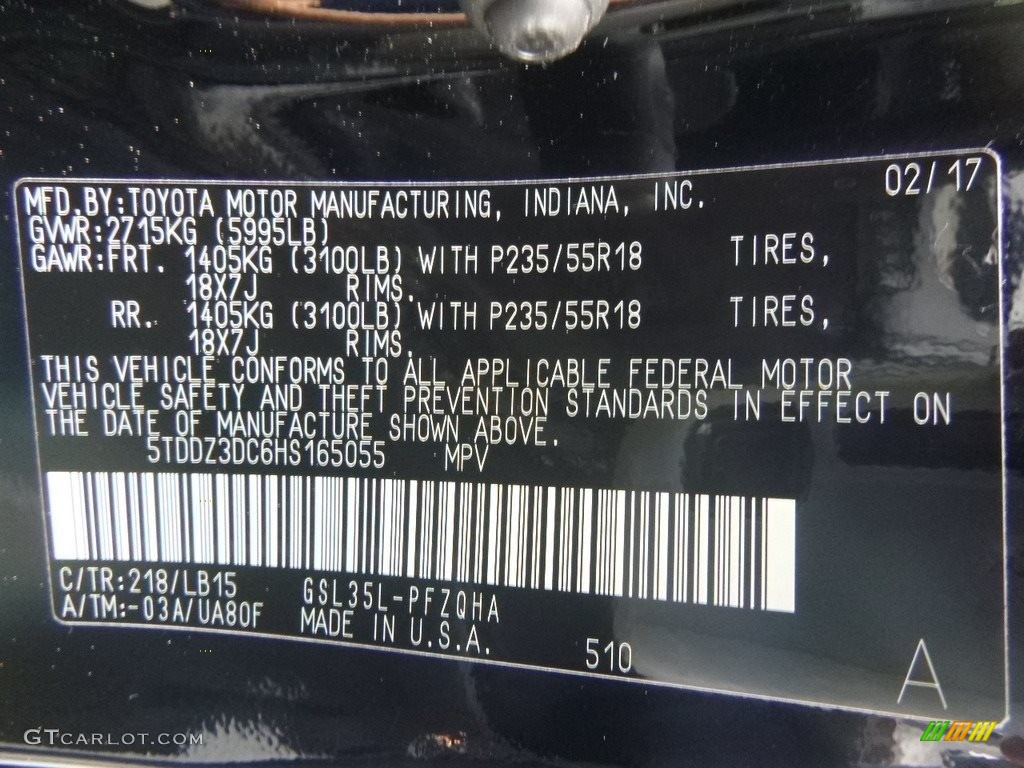 02/17
MFD.BY:TOYOTA MOTOR MANUFACTURING, INDIANA, INC.
GVWR:2715KG (5995LB)
GAWR:FRT. 1405KG (3100LB) WITH P235/55R18 TIRES,
18X7J RIMS.
RR. 1405KG (3100LB) WITH P235/55R18 TIRES,
18X7J RIMS.
THIS VEHICLE CONFORMS TO ALL APPLICABLE FEDERAL MOTOR
VEHICLE SAFETY AND THEFT PREVENTION STANDARDS IN EFFECT ON
THE DATE OF MANUFACTURE SHOWN ABOVE.
5TDDZ3DC6HS165055 MPV
C/TR:218/LB15 GSL35L-PFZQHA
A/TM:-03A/UA80F MADE IN U.S.A.
510 A
GTCARLOT.COM